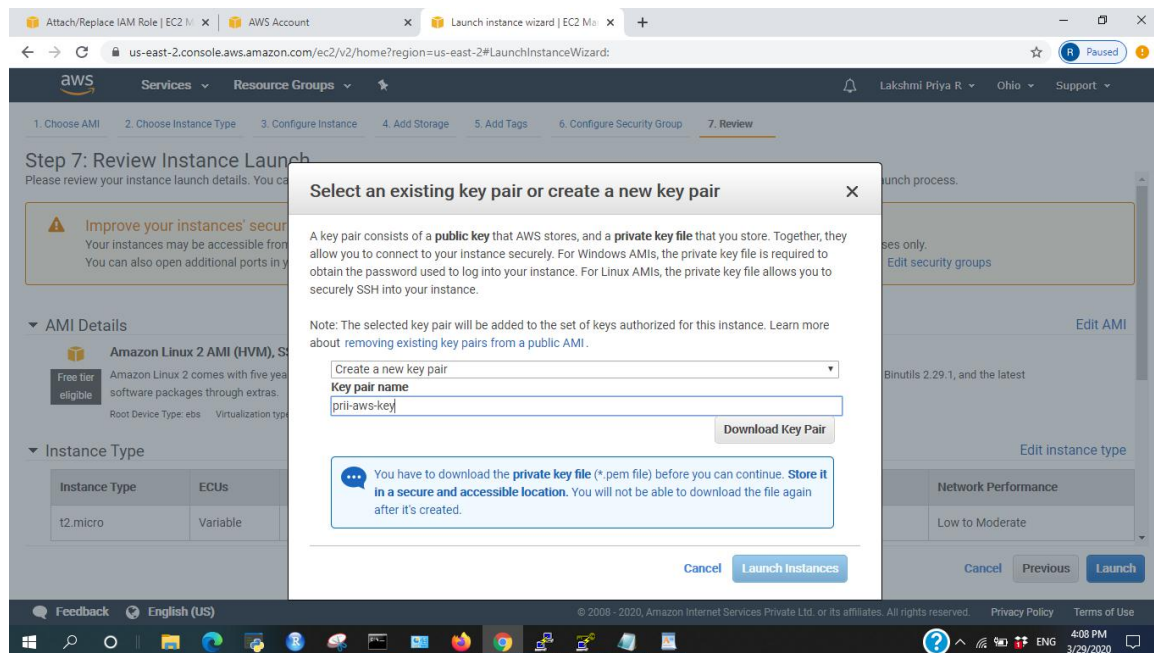 Attach/Replace IAM Role | EC2 M
AWS Account
Launch instance wizard | EC2 Ma
us-east-2.console.aws.amazon.com/ec2/v2/home?region=us-east-2#LaunchInstanceWizard:
R Paused
aws Services Resource Groups Lakshmi Priya R Ohio Support
1. Choose AMI 2. Choose Instance Type 3. Configure Instance 4. Add Storage 5. Add Tags 6. Configure Security Group 7. Review
Step 7: Review Instance Launch
Please review your instance launch details. You ca
unch process.
Improve your instances' secur
Your instances may be accessible fron
ses only.
You can also open additional ports in y
Edit security groups
AMI Details
Edit AMI
Amazon Linux 2 AMI (HVM), S
Free tier
eligible
Amazon Linux 2 comes with five yea
Binutils 2.29.1, and the latest
software packages through extras.
Root Device Type: ebs Virtualization type
Instance Type
Edit instance type
Instance Type ECUs Network Performance
t2.micro Variable Low to Moderate
Select an existing key pair or create a new key pair
A key pair consists of a public key that AWS stores, and a private key file that you store. Together, they
allow you to connect to your instance securely. For Windows AMIs, the private key file is required to
obtain the password used to log into your instance. For Linux AMIs, the private key file allows you to
securely SSH into your instance.
Note: The selected key pair will be added to the set of keys authorized for this instance. Learn more
about removing existing key pairs from a public AMI.
Create a new key pair
Key pair name
prii-aws-key
Download Key Pair
You have to download the private key file (*.pem file) before you can continue. Store it
in a secure and accessible location. You will not be able to download the file again
after it's created.
Cancel Launch Instances
Cancel Previous Launch
Feedback English (US) © 2008 - 2020, Amazon Internet Services Private Ltd. or its affiliates. All rights reserved. Privacy Policy Terms of Use
ENG
4:08 PM
3/29/2020